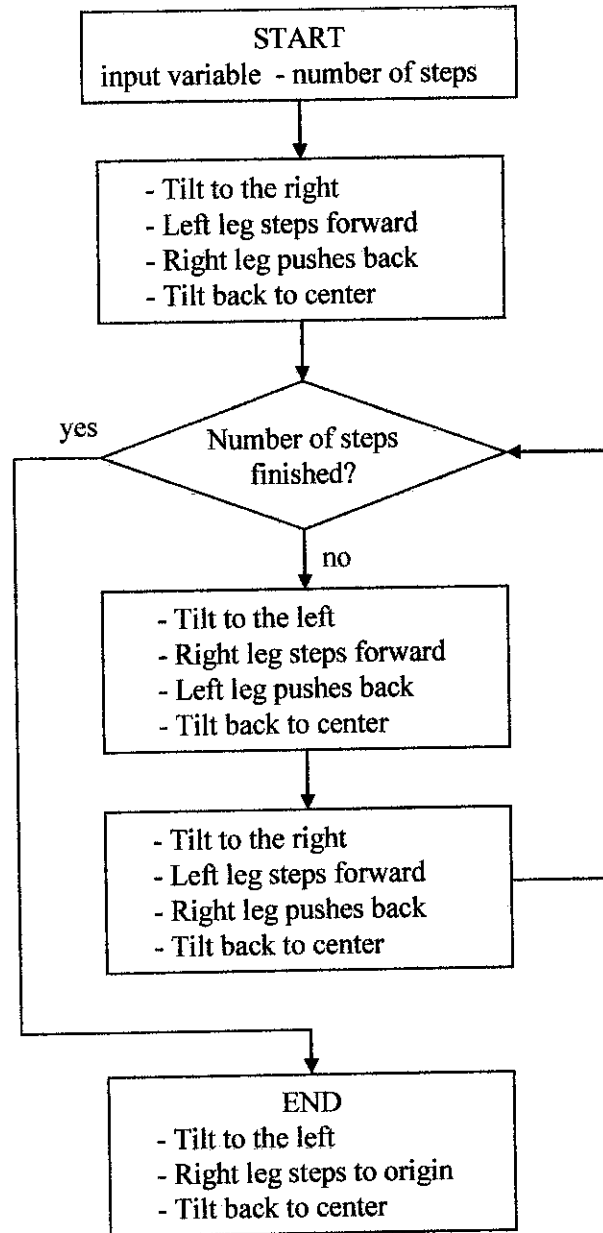 START
input variable - number of steps
- Tilt to the right
- Left leg steps forward
- Right leg pushes back
- Tilt back to center
yes
Number of steps
finished?
no
- Tilt to the left
- Right leg steps forward
- Left leg pushes back
- Tilt back to center
- Tilt to the right
- Left leg steps forward
- Right leg pushes back
- Tilt back to center
END
- Tilt to the left
- Right leg steps to origin
- Tilt back to center